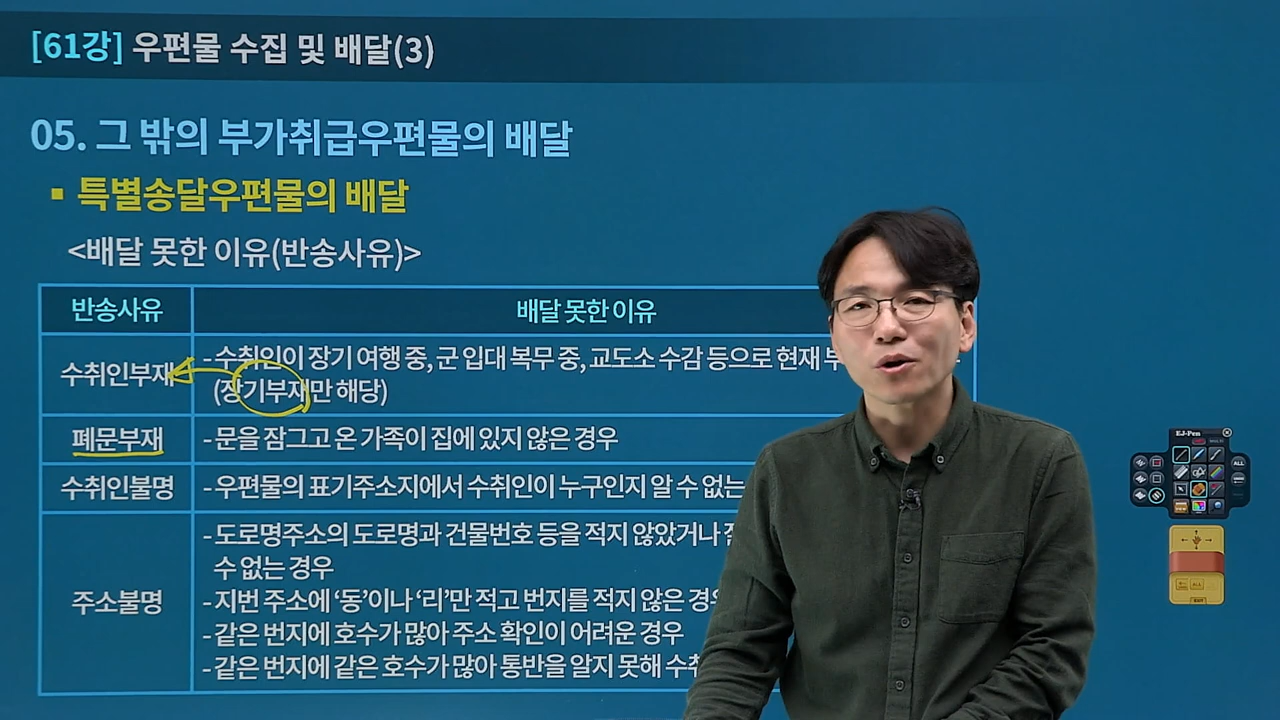 [61강] 우편물 수집 및 배달(3)
05. 그 밖의 부가취급우편물의 배달
▪ 특별송달우편물의 배달
<배달 못한 이유(반송사유)>
반송사유 배달 못한 이유
수취인부재
- 수취인이 장기 여행 중, 군 입대 복무 중, 교도소 수감 등으로 현재
(장기부재만 해당)
폐문부재 - 문을 잠그고 온 가족이 집에 있지 않은 경우
수취인불명 - 우편물의 표기주소지에서 수취인이 누구인지 알 수 없는
주소불명
- 도로명주소의 도로명과 건물번호 등을 적지 않았거나
수 없는 경우
- 지번 주소에 ‘동’이나 ‘리’만 적고 번지를 적지 않은
- 같은 번지에 호수가 많아 주소 확인이 어려운 경우
- 같은 번지에 같은 호수가 많아 통반을 알지 못해
EJ-Pen
ALL
ALL
EXIT